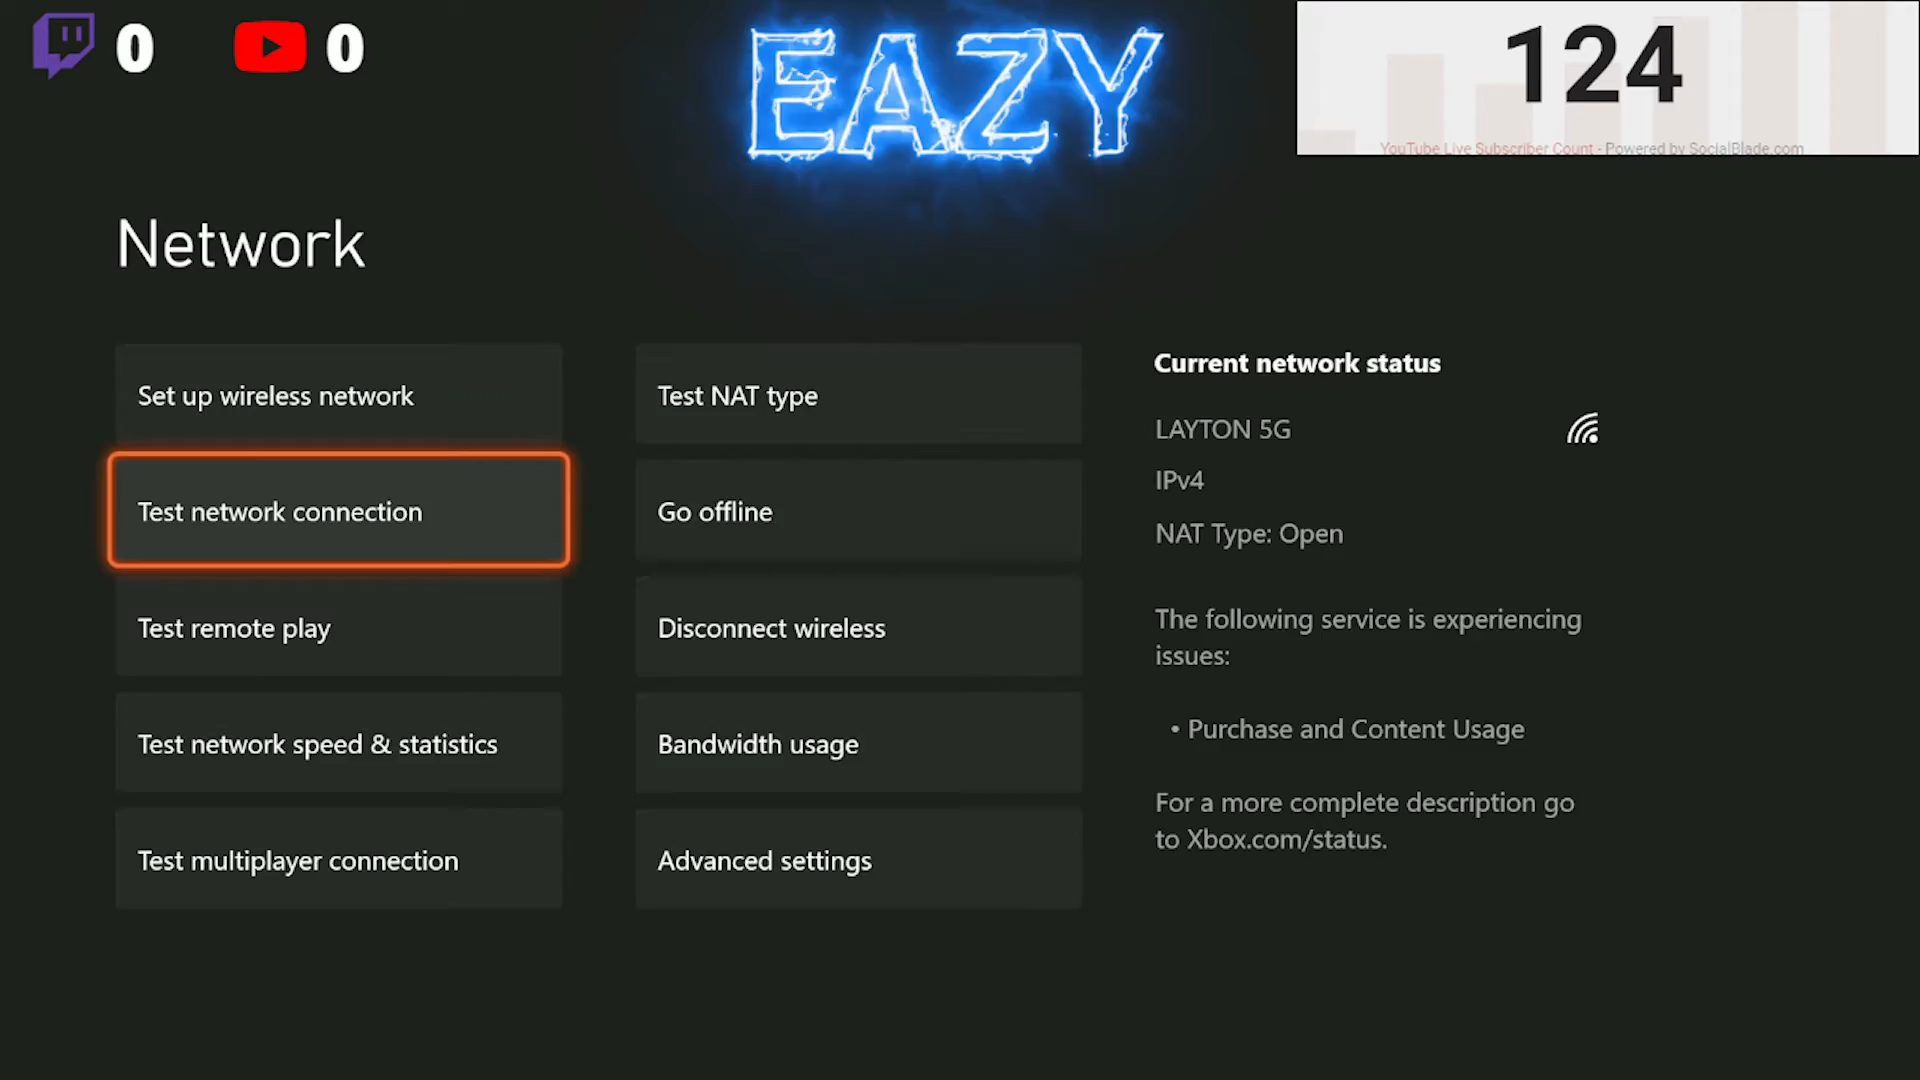 0
0
EAZY
124
YouTube Live Subscriber Count - Powered by SocialBlade.com
Network
Set up wireless network
Test network connection
Test remote play
Test network speed & statistics
Test multiplayer connection
Test NAT type
Go offline
Disconnect wireless
Bandwidth usage
Advanced settings
Current network status
LAYTON 5G
IPv4
NAT Type: Open
The following service is experiencing
issues:
• Purchase and Content Usage
For a more complete description go
to Xbox.com/status.